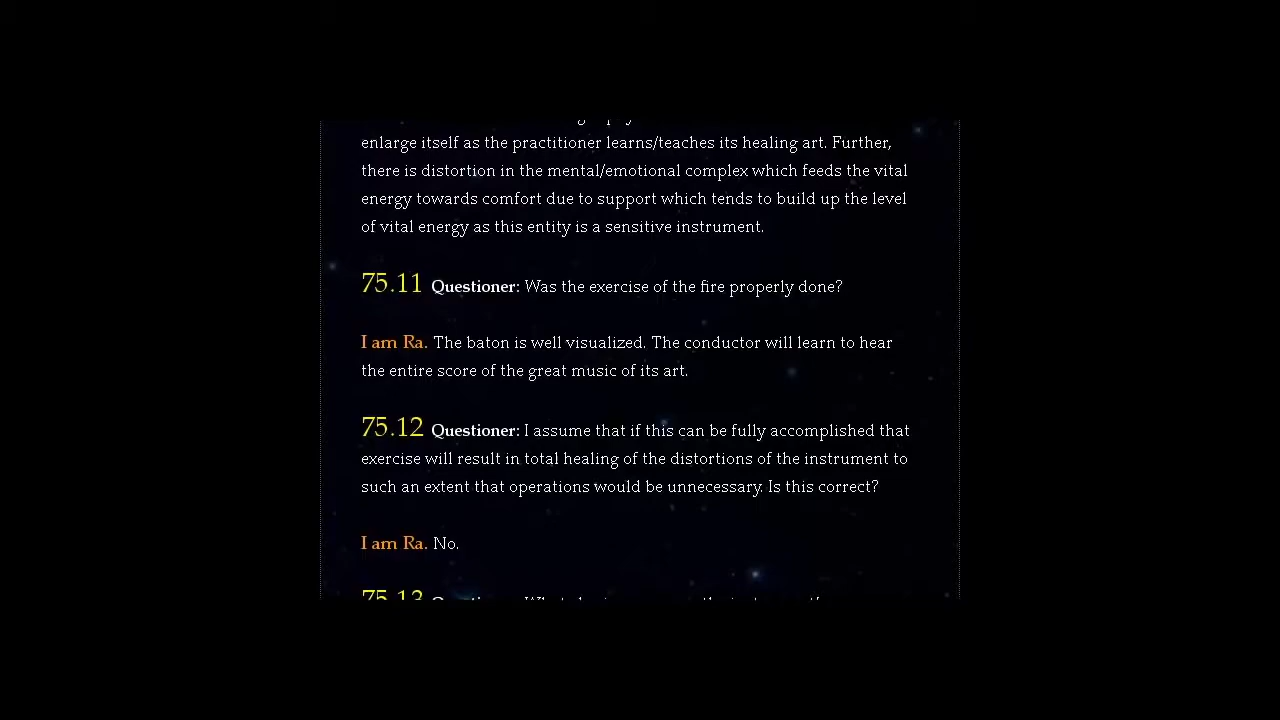 enlarge itself as the practitioner learns/teaches its healing art. Further,
there is distortion in the mental/emotional complex which feeds the vital
energy towards comfort due to support which tends to build up the level
of vital energy as this entity is a sensitive instrument.
75.11 Questioner: Was the exercise of the fire properly done?
I am Ra. The baton is well visualized. The conductor will learn to hear
the entire score of the great music of its art.
75.12 Questioner: I assume that if this can be fully accomplished that
exercise will result in total healing of the distortions of the instrument to
such an extent that operations would be unnecessary. Is this correct?
I am Ra. No.
75.13 Questioner: